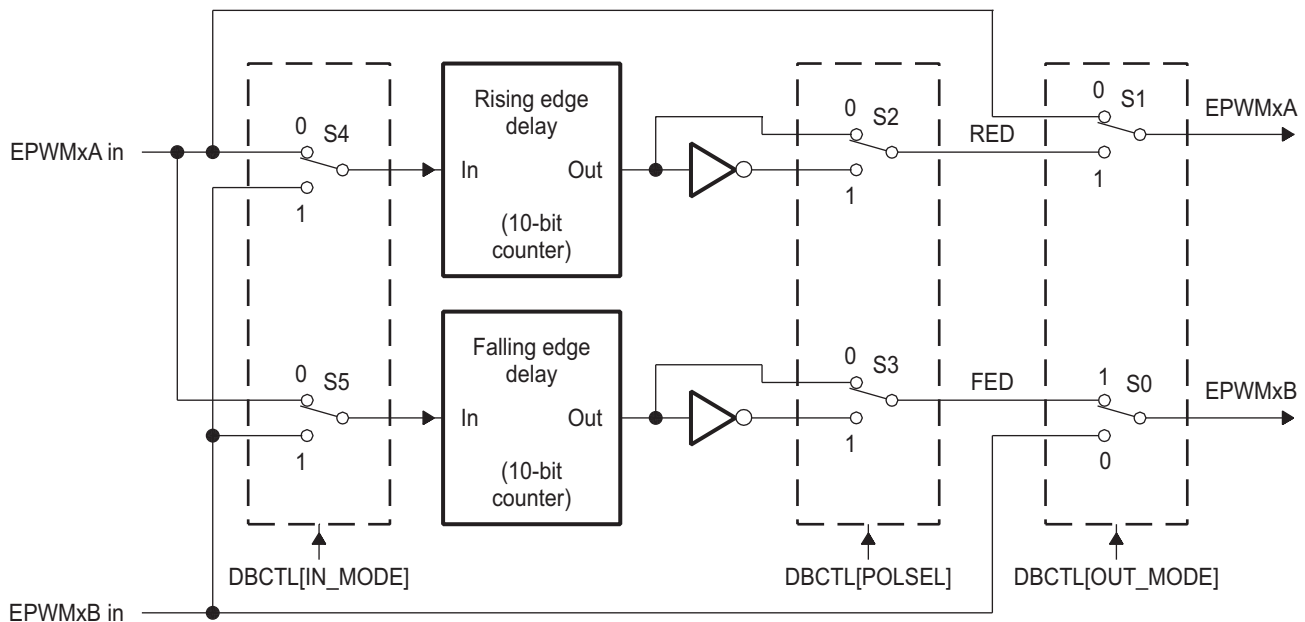 EPWMxA in
0
S4
1
Rising edge
delay
In
Out
(10-bit
counter)
0
S2
1
RED
0
S1
1
EPWMxA
0
S5
1
Falling edge
delay
In
Out
(10-bit
counter)
0
S3
1
FED
1
S0
0
EPWMxB
DBCTL[IN_MODE]
DBCTL[POLSEL]
DBCTL[OUT_MODE]
EPWMxB in